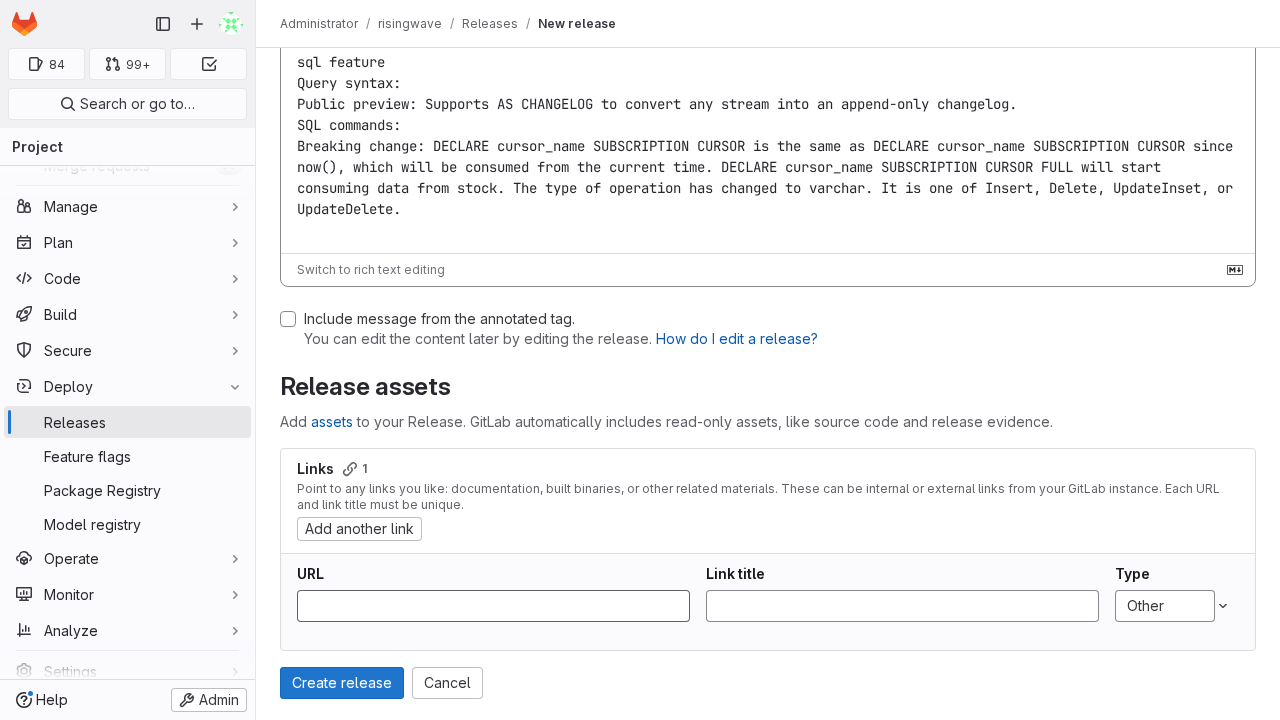 Administrator / risingwave / Releases / New release
84
99+
Search or go to…
Project
Merge requests
Manage
Plan
Code
Build
Secure
Deploy
Releases
Feature flags
Package Registry
Model registry
Operate
Monitor
Analyze
Settings
Help
Admin
sql feature
Query syntax:
Public preview: Supports AS CHANGELOG to convert any stream into an append-only changelog.
SQL commands:
Breaking change: DECLARE cursor_name SUBSCRIPTION CURSOR is the same as DECLARE cursor_name SUBSCRIPTION CURSOR since
now(), which will be consumed from the current time. DECLARE cursor_name SUBSCRIPTION CURSOR FULL will start
consuming data from stock. The type of operation has changed to varchar. It is one of Insert, Delete, UpdateInset, or
UpdateDelete.
Switch to rich text editing
Include message from the annotated tag.
You can edit the content later by editing the release. How do I edit a release?
Release assets
Add assets to your Release. GitLab automatically includes read-only assets, like source code and release evidence.
Links 1
Point to any links you like: documentation, built binaries, or other related materials. These can be internal or external links from your GitLab instance. Each URL
and link title must be unique.
Add another link
URL
Link title
Type
Other
Create release
Cancel